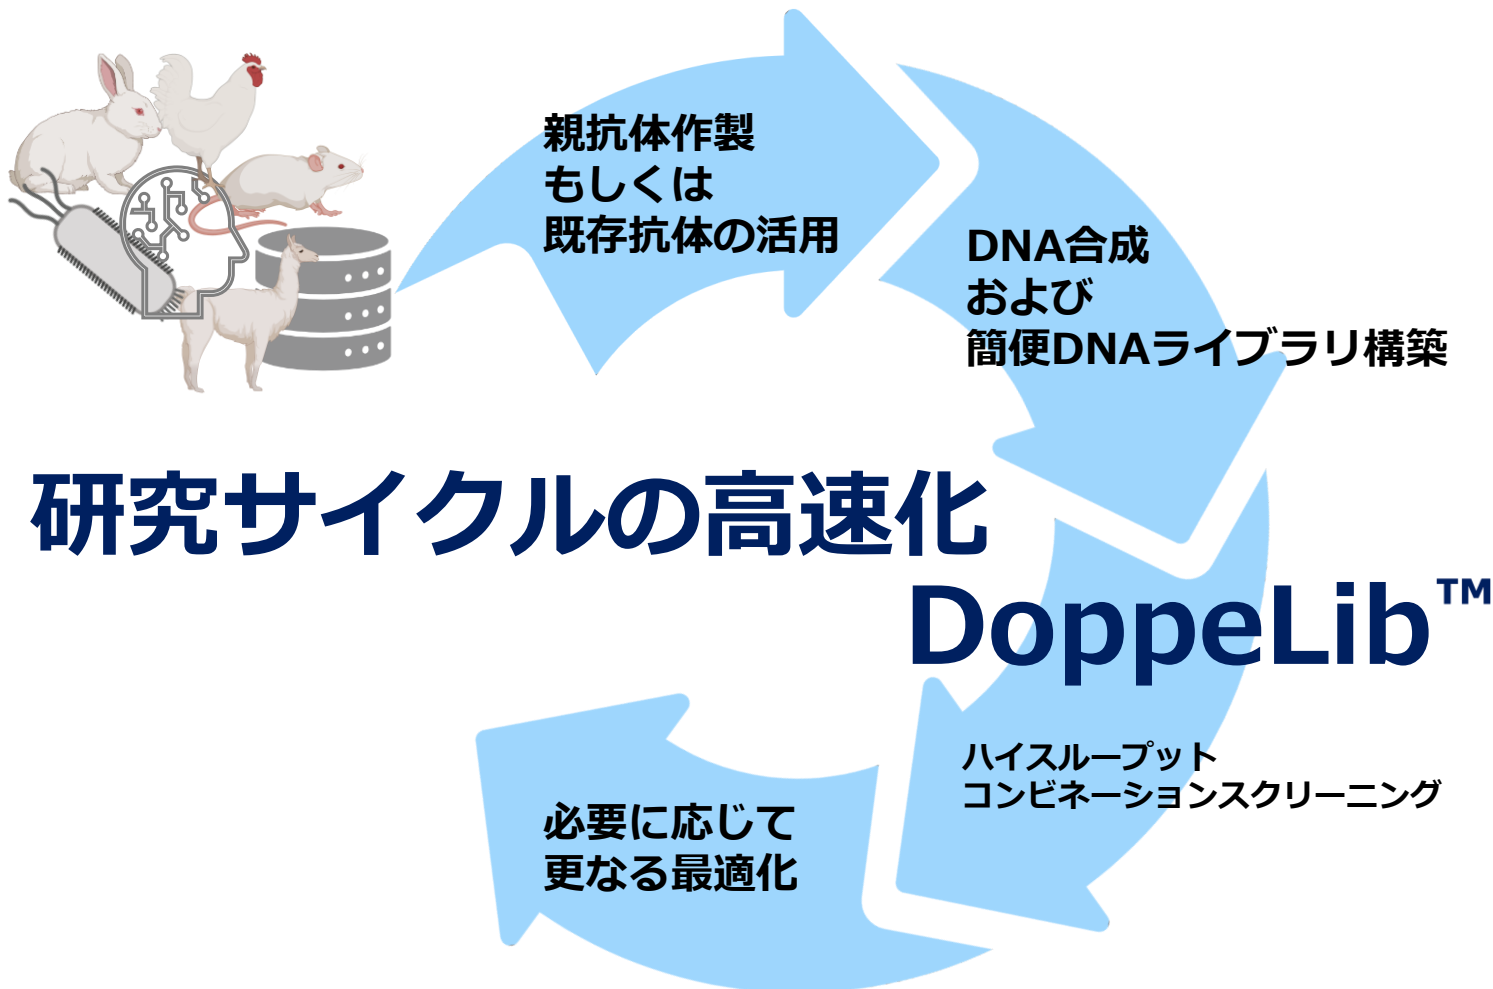 親抗体作製
もしくは
既存抗体の活用
DNA合成
および
簡便DNAライブラリ構築
研究サイクルの高速化
DoppeLib™
ハイスループット
コンビネーションスクリーニング
必要に応じて
更なる最適化